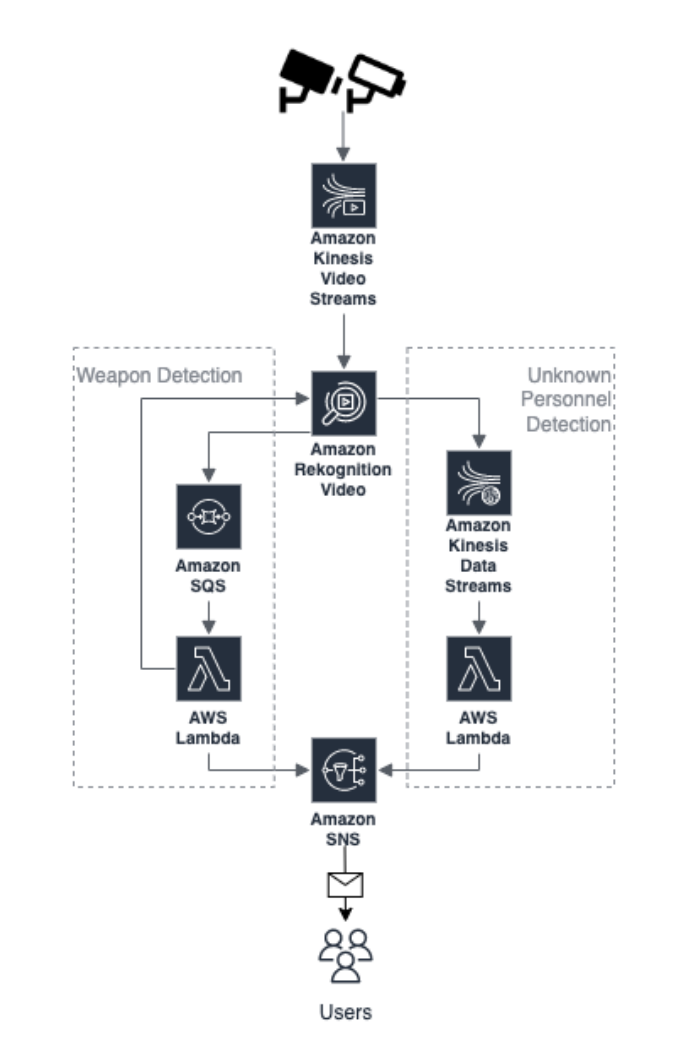 Amazon
Kinesis
Video
Streams
Weapon Detection
Unknown
Personnel
Detection
Amazon
Rekognition
Video
Amazon
SQS
Amazon
Kinesis
Data
Streams
AWS
Lambda
AWS
Lambda
Amazon
SNS
Users